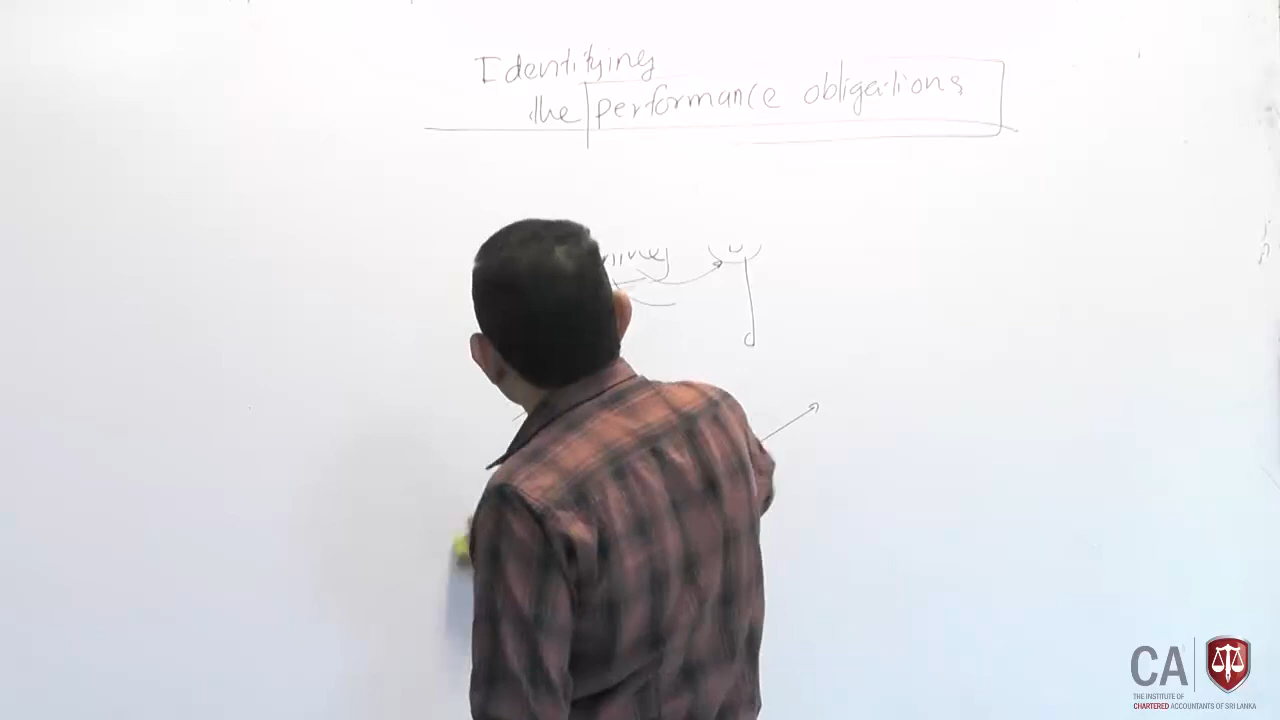 Identifying
the performance obligations
CA
THE INSTITUTE OF
CHARTERED ACCOUNTANTS OF SRI LANKA